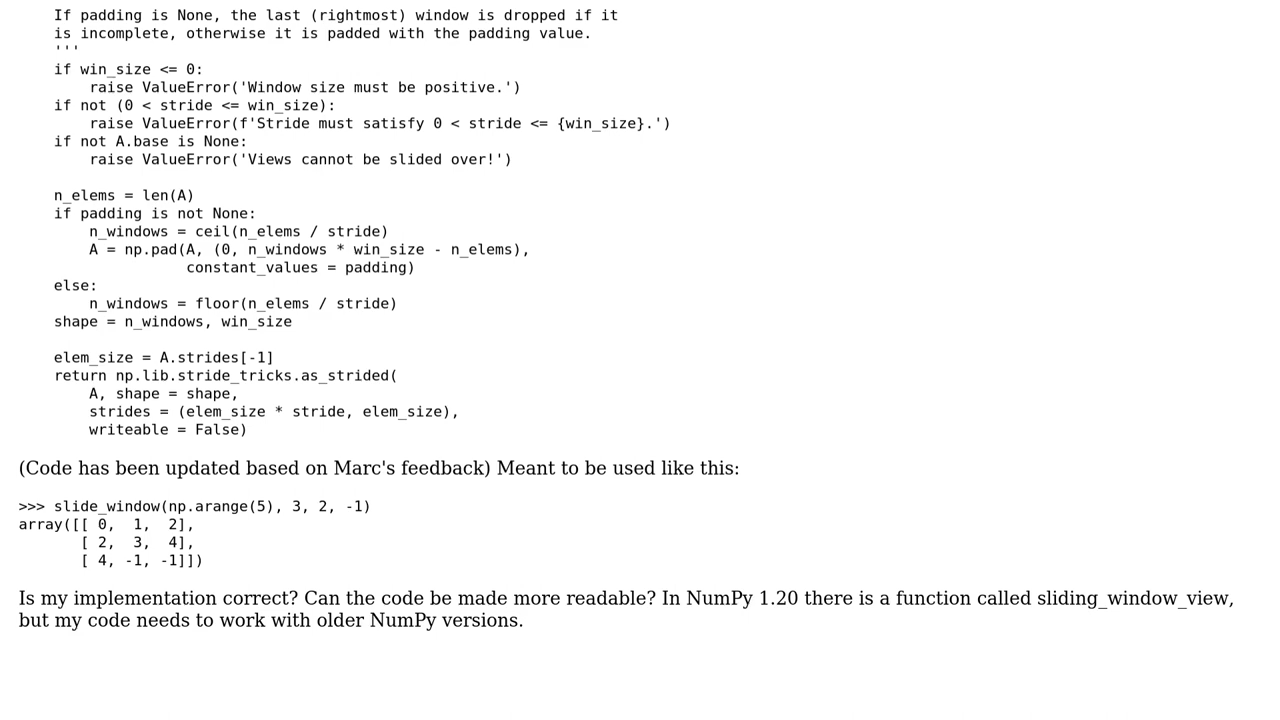 If padding is None, the last (rightmost) window is dropped if it
    is incomplete, otherwise it is padded with the padding value.
    '''
    if win_size <= 0:
        raise ValueError('Window size must be positive.')
    if not (0 < stride <= win_size):
        raise ValueError(f'Stride must satisfy 0 < stride <= {win_size}.')
    if not A.base is None:
        raise ValueError('Views cannot be slided over!')

    n_elems = len(A)
    if padding is not None:
        n_windows = ceil(n_elems / stride)
        A = np.pad(A, (0, n_windows * win_size - n_elems),
                   constant_values = padding)
    else:
        n_windows = floor(n_elems / stride)
    shape = n_windows, win_size

    elem_size = A.strides[-1]
    return np.lib.stride_tricks.as_strided(
        A, shape = shape,
        strides = (elem_size * stride, elem_size),
        writeable = False)

(Code has been updated based on Marc's feedback) Meant to be used like this:

>>> slide_window(np.arange(5), 3, 2, -1)
array([[ 0,  1,  2],
       [ 2,  3,  4],
       [ 4, -1, -1]])

Is my implementation correct? Can the code be made more readable? In NumPy 1.20 there is a function called sliding_window_view,
but my code needs to work with older NumPy versions.